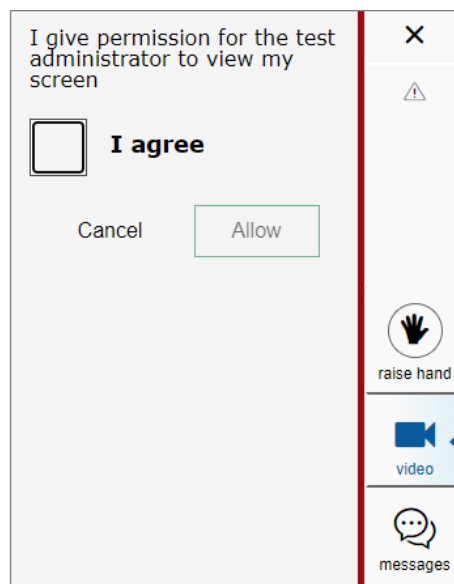 I give permission for the test
administrator to view my
screen
I agree
Cancel
Allow
raise hand
video
messages